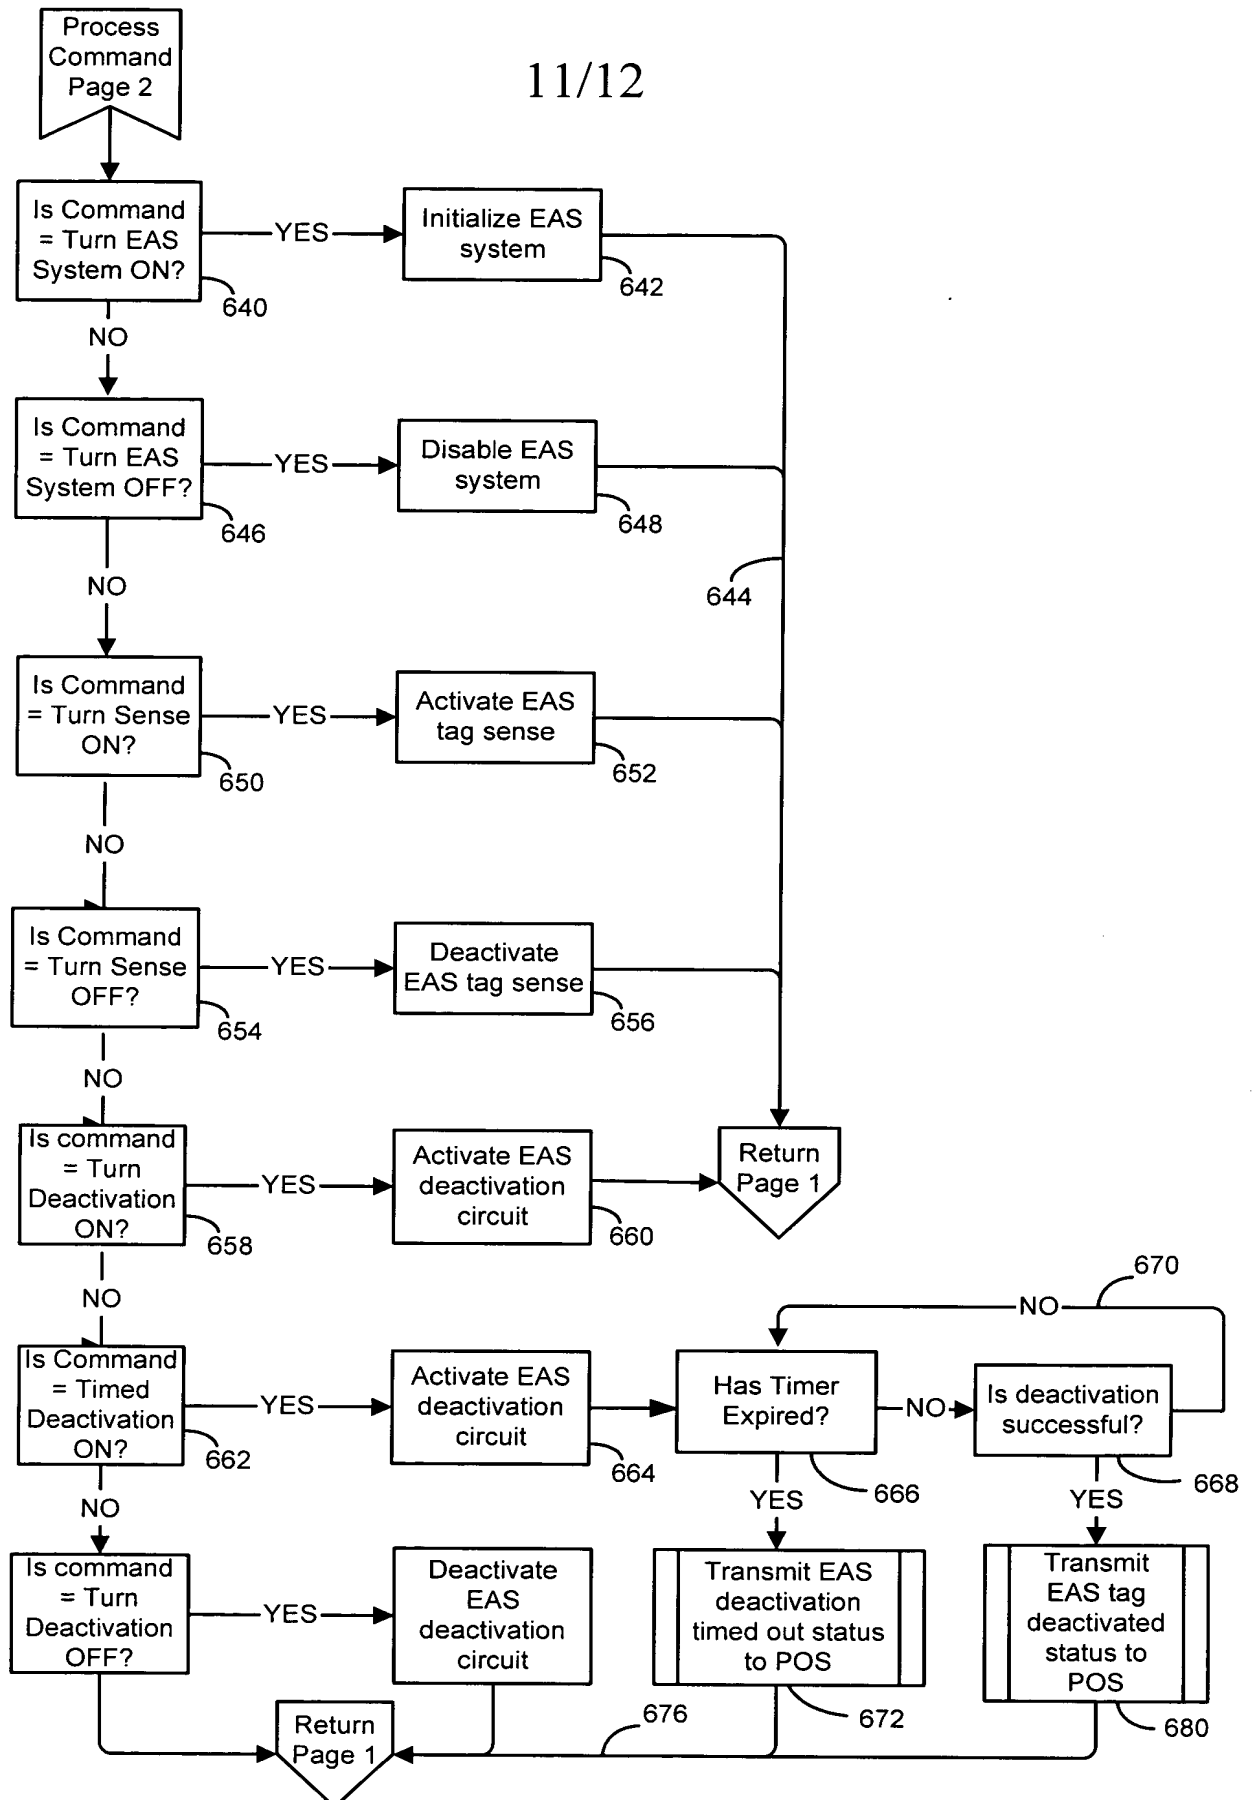 Process
Command
Page 2
11/12
Is Command
= Turn EAS
System ON?
YES
Initialize EAS
system
640
642
NO
Is Command
= Turn EAS
System OFF?
YES
Disable EAS
system
646
648
644
NO
Is Command
= Turn Sense
ON?
YES
Activate EAS
tag sense
650
652
NO
Is Command
= Turn Sense
OFF?
YES
Deactivate
EAS tag sense
654
656
NO
Is command
= Turn
Deactivation
ON?
YES
Activate EAS
deactivation
circuit
Return
Page 1
658
660
NO
670
NO
Is Command
= Timed
Deactivation
ON?
YES
Activate EAS
deactivation
circuit
Has Timer
Expired?
NO
Is deactivation
successful?
662
664
666
668
NO
YES
YES
Is command
= Turn
Deactivation
OFF?
YES
Deactivate
EAS
deactivation
circuit
Transmit EAS
deactivation
timed out status
to POS
Transmit
EAS tag
deactivated
status to
POS
676
672
680
Return
Page 1